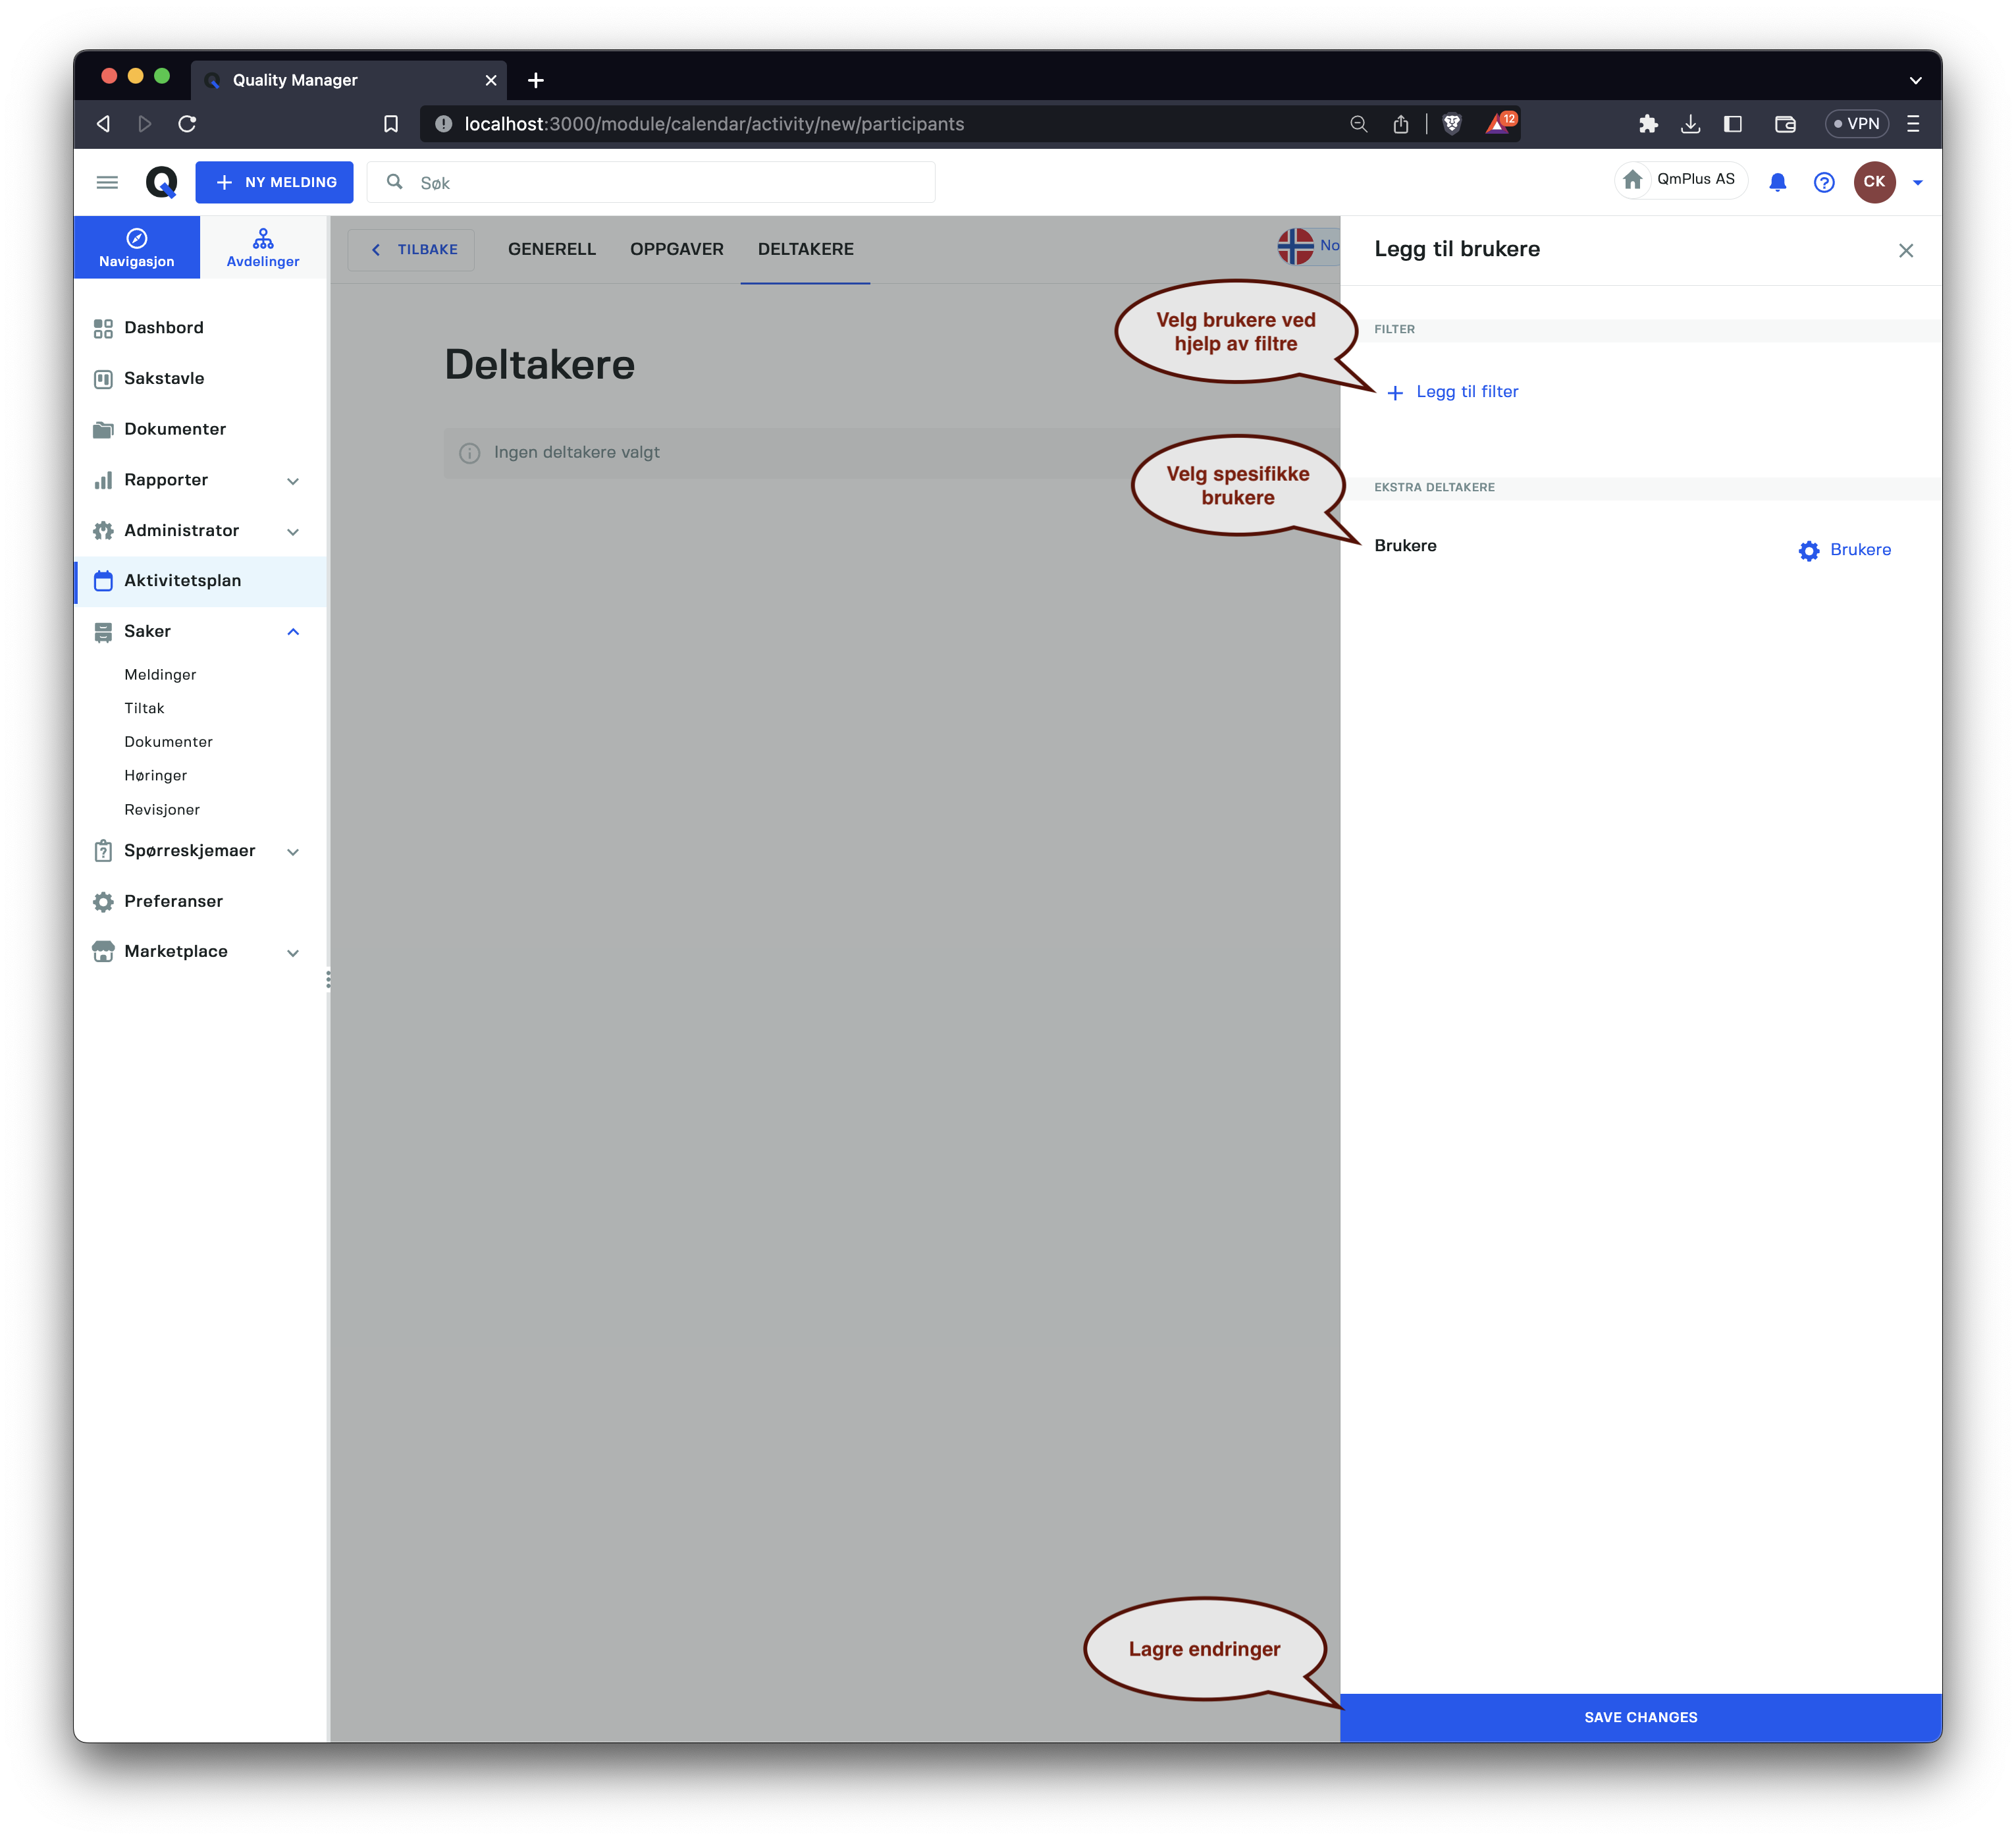 Quality Manager
localhost:3000/module/calendar/activity/new/participants
12
VPN
NY MELDING
Søk
QmPlus AS
CK
Navigasjon
Avdelinger
TILBAKE
GENERELL
OPPGAVER
DELTAKERE
No
Legg til brukere
Dashbord
Sakstavle
Dokumenter
Rapporter
Administrator
Aktivitetsplan
Saker
Meldinger
Tiltak
Dokumenter
Høringer
Revisjoner
Spørreskjemaer
Preferanser
Marketplace
Deltakere
Ingen deltakere valgt
Velg brukere ved
hjelp av filtre
Velg spesifikke
brukere
Lagre endringer
FILTER
Legg til filter
EKSTRA DELTAKERE
Brukere
Brukere
SAVE CHANGES